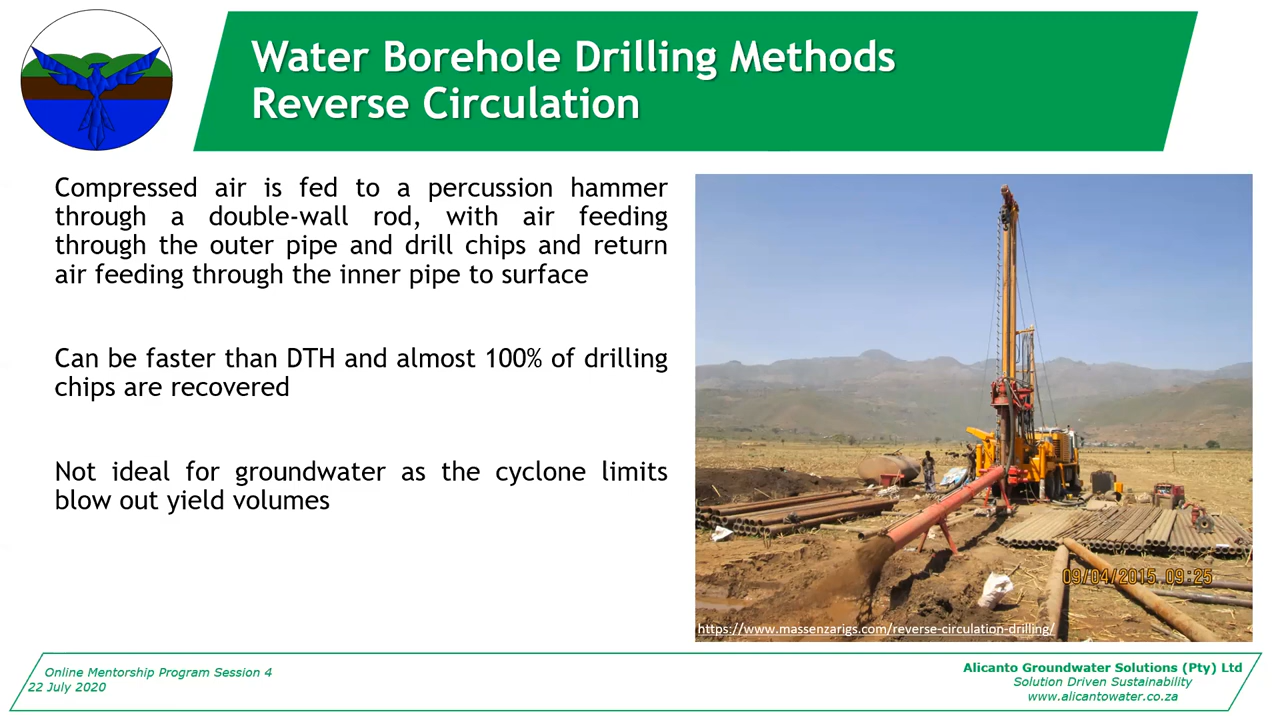 Water Borehole Drilling Methods
Reverse Circulation
Compressed air is fed to a percussion hammer
through a double-wall rod, with air feeding
through the outer pipe and drill chips and return
air feeding through the inner pipe to surface
Can be faster than DTH and almost 100% of drilling
chips are recovered
Not ideal for groundwater as the cyclone limits
blow out yield volumes
09/04/2015 09:25
https://www.massenzarigs.com/reverse-circulation-drilling/
Online Mentorship Program Session 4
22 July 2020
Alicanto Groundwater Solutions (Pty) Ltd
Solution Driven Sustainability
www.alicantowater.co.za